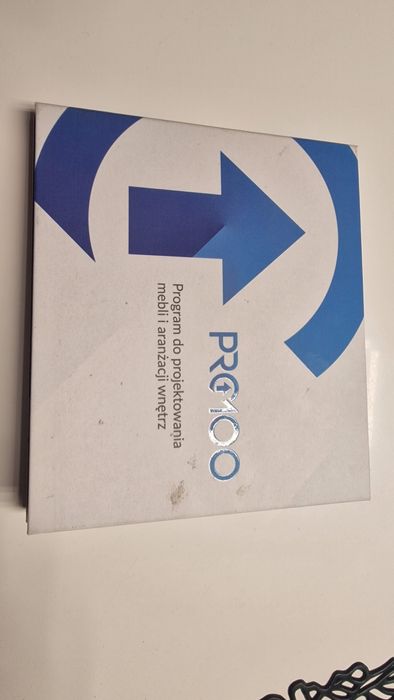 PRO100
Program do projektowania
mebli i aranżacji wnętrz